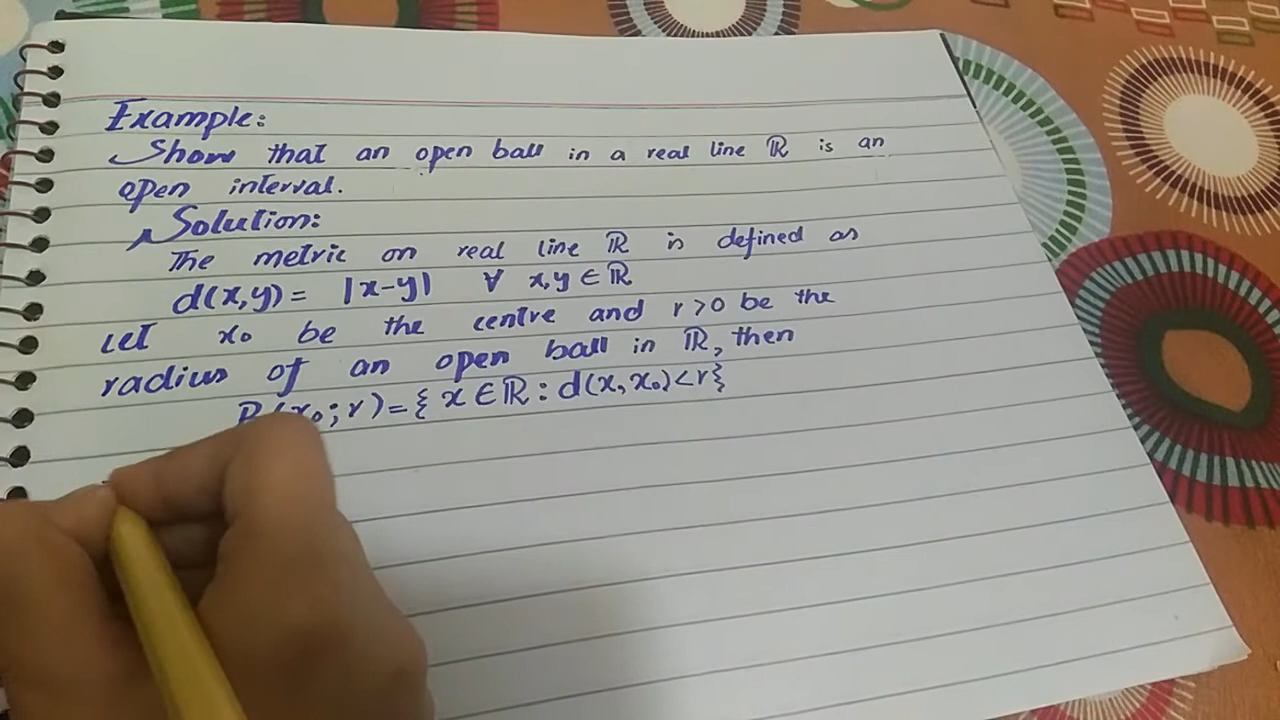 Example:
Show that an open ball in a real line ℝ is an
open interval.
Solution:
The metric on real line ℝ is defined as
d(x,y) = |x-y| ∀ x,y ∈ ℝ
Let x₀ be the centre and r>0 be the
radius of an open ball in ℝ, then
B(x₀;r)={x∈ℝ:d(x,x₀)<r}